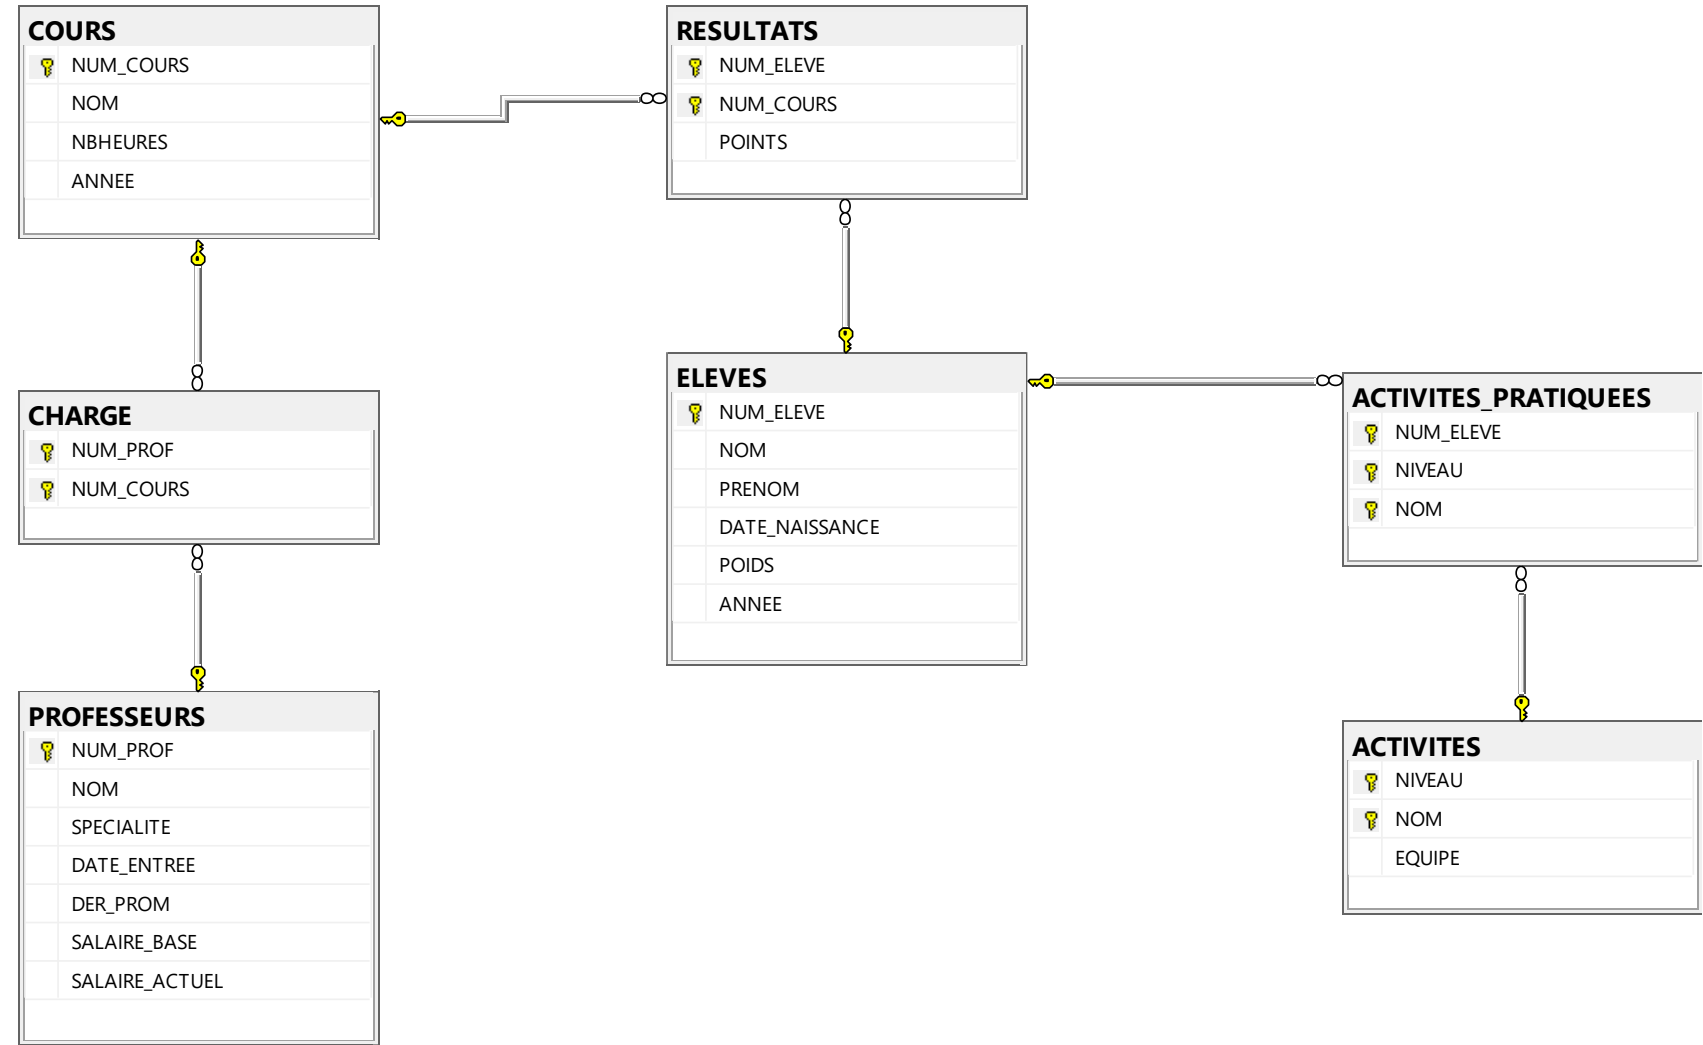 COURS
NUM_COURS
NOM
NBHEURES
ANNEE
RESULTATS
NUM_ELEVE
NUM_COURS
POINTS
CHARGE
NUM_PROF
NUM_COURS
ELEVES
NUM_ELEVE
NOM
PRENOM
DATE_NAISSANCE
POIDS
ANNEE
ACTIVITES_PRATIQUEES
NUM_ELEVE
NIVEAU
NOM
PROFESSEURS
NUM_PROF
NOM
SPECIALITE
DATE_ENTREE
DER_PROM
SALAIRE_BASE
SALAIRE_ACTUEL
ACTIVITES
NIVEAU
NOM
EQUIPE